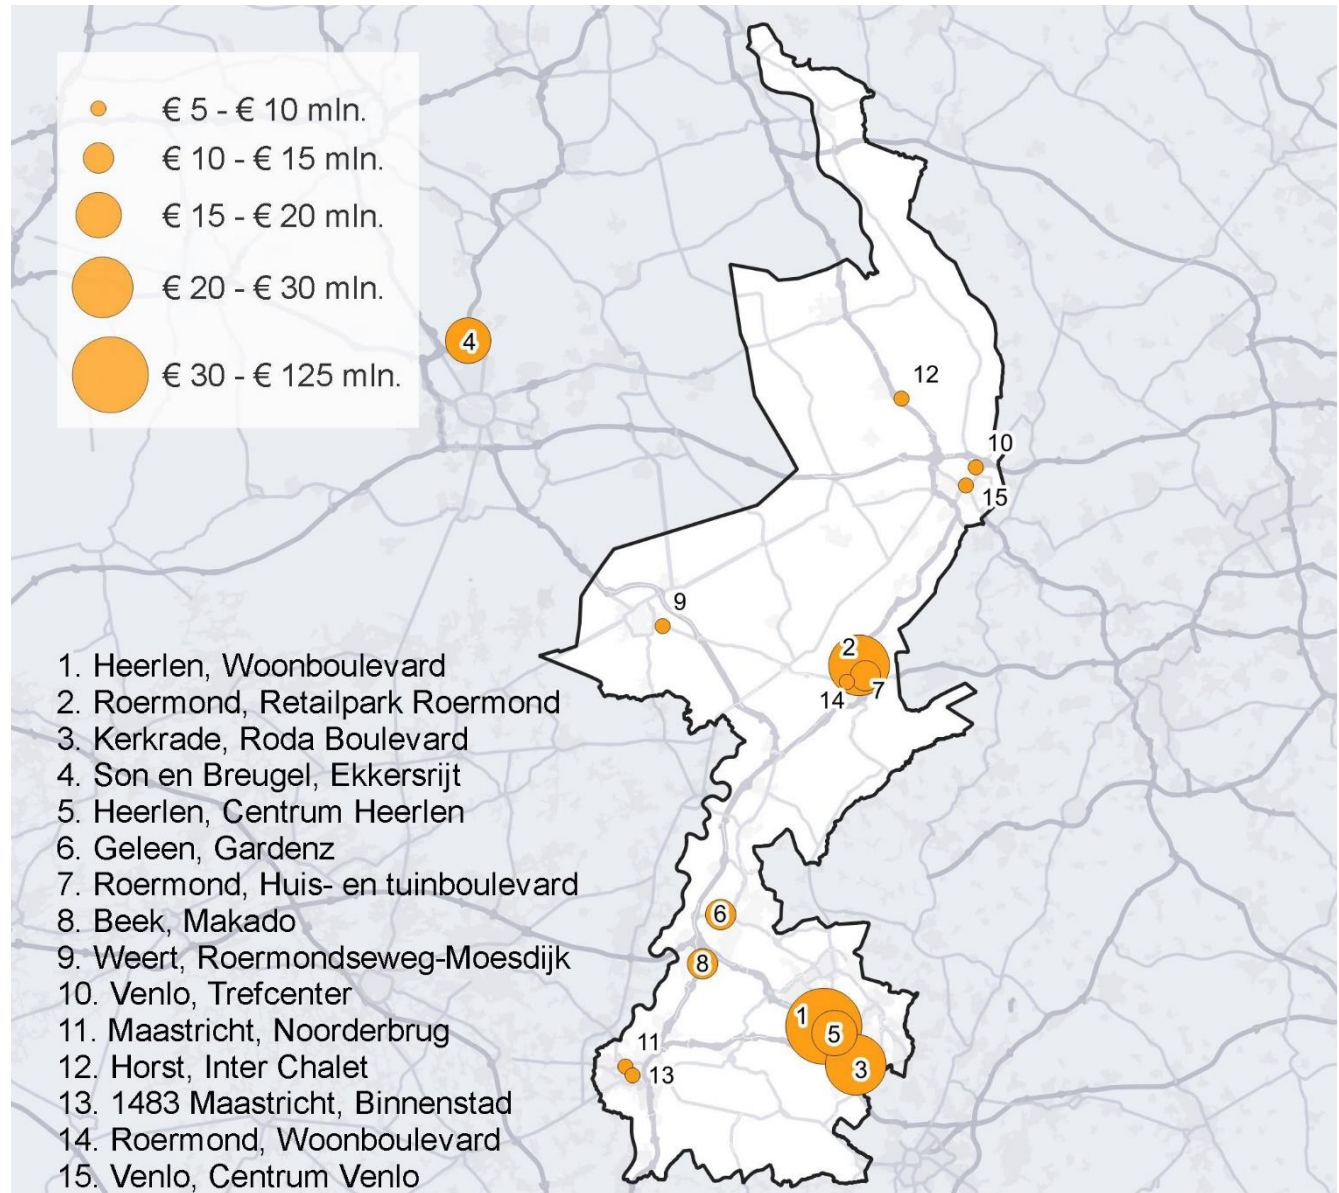 € 5 - € 10 mln.
€ 10 - € 15 mln.
€ 15 - € 20 mln.
€ 20 - € 30 mln.
€ 30 - € 125 mln.
4
12
10
15
9
2
14
7
6
8
1
5
3
11
13
1. Heerlen, Woonboulevard
2. Roermond, Retailpark Roermond
3. Kerkrade, Roda Boulevard
4. Son en Breugel, Ekkersrijt
5. Heerlen, Centrum Heerlen
6. Geleen, Gardenz
7. Roermond, Huis- en tuinboulevard
8. Beek, Makado
9. Weert, Roermondseweg-Moesdijk
10. Venlo, Trefcenter
11. Maastricht, Noorderbrug
12. Horst, Inter Chalet
13. 1483 Maastricht, Binnenstad
14. Roermond, Woonboulevard
15. Venlo, Centrum Venlo